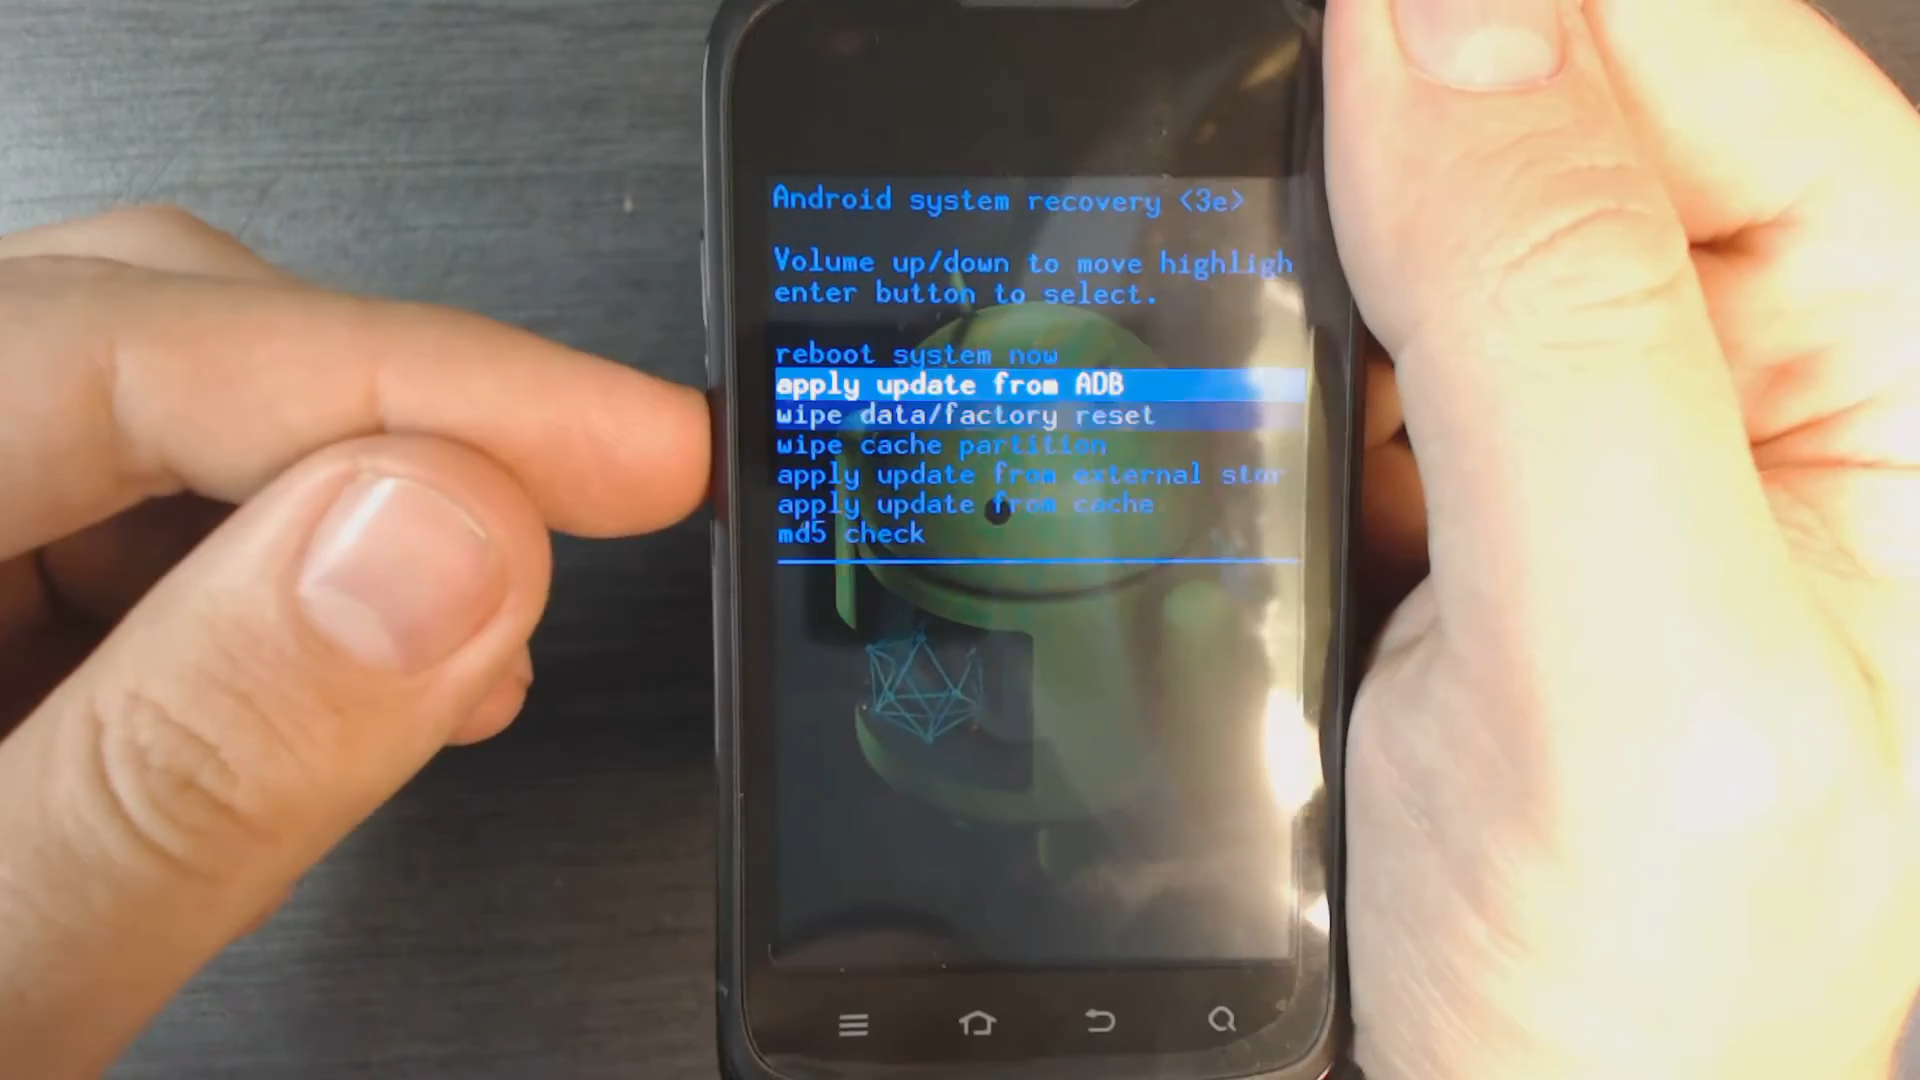 Android system recovery <3e>
Volume up/down to move highligh
enter button to select.
reboot system now
apply update from ADB
wipe data/factory reset
wipe cache partition
apply update from external stor
apply update from cache
md5 check